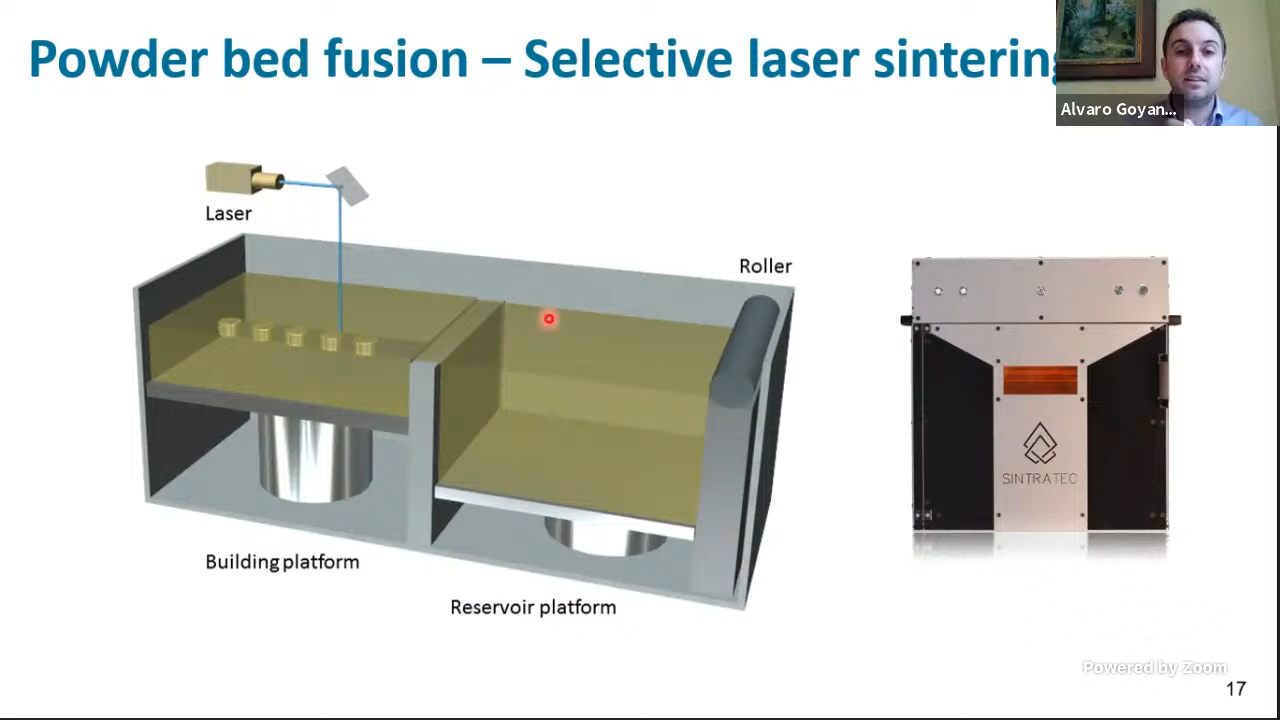 Powder bed fusion – Selective laser sintering
Alvaro Goyan...
Laser
Roller
SINTRATEC
Building platform
Reservoir platform
Powered by Zoom
17